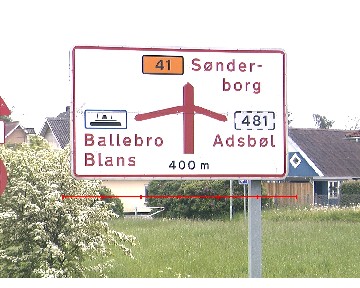 41 Sønder-
borg
481
Ballebro Adsbøl
Blans
400 m